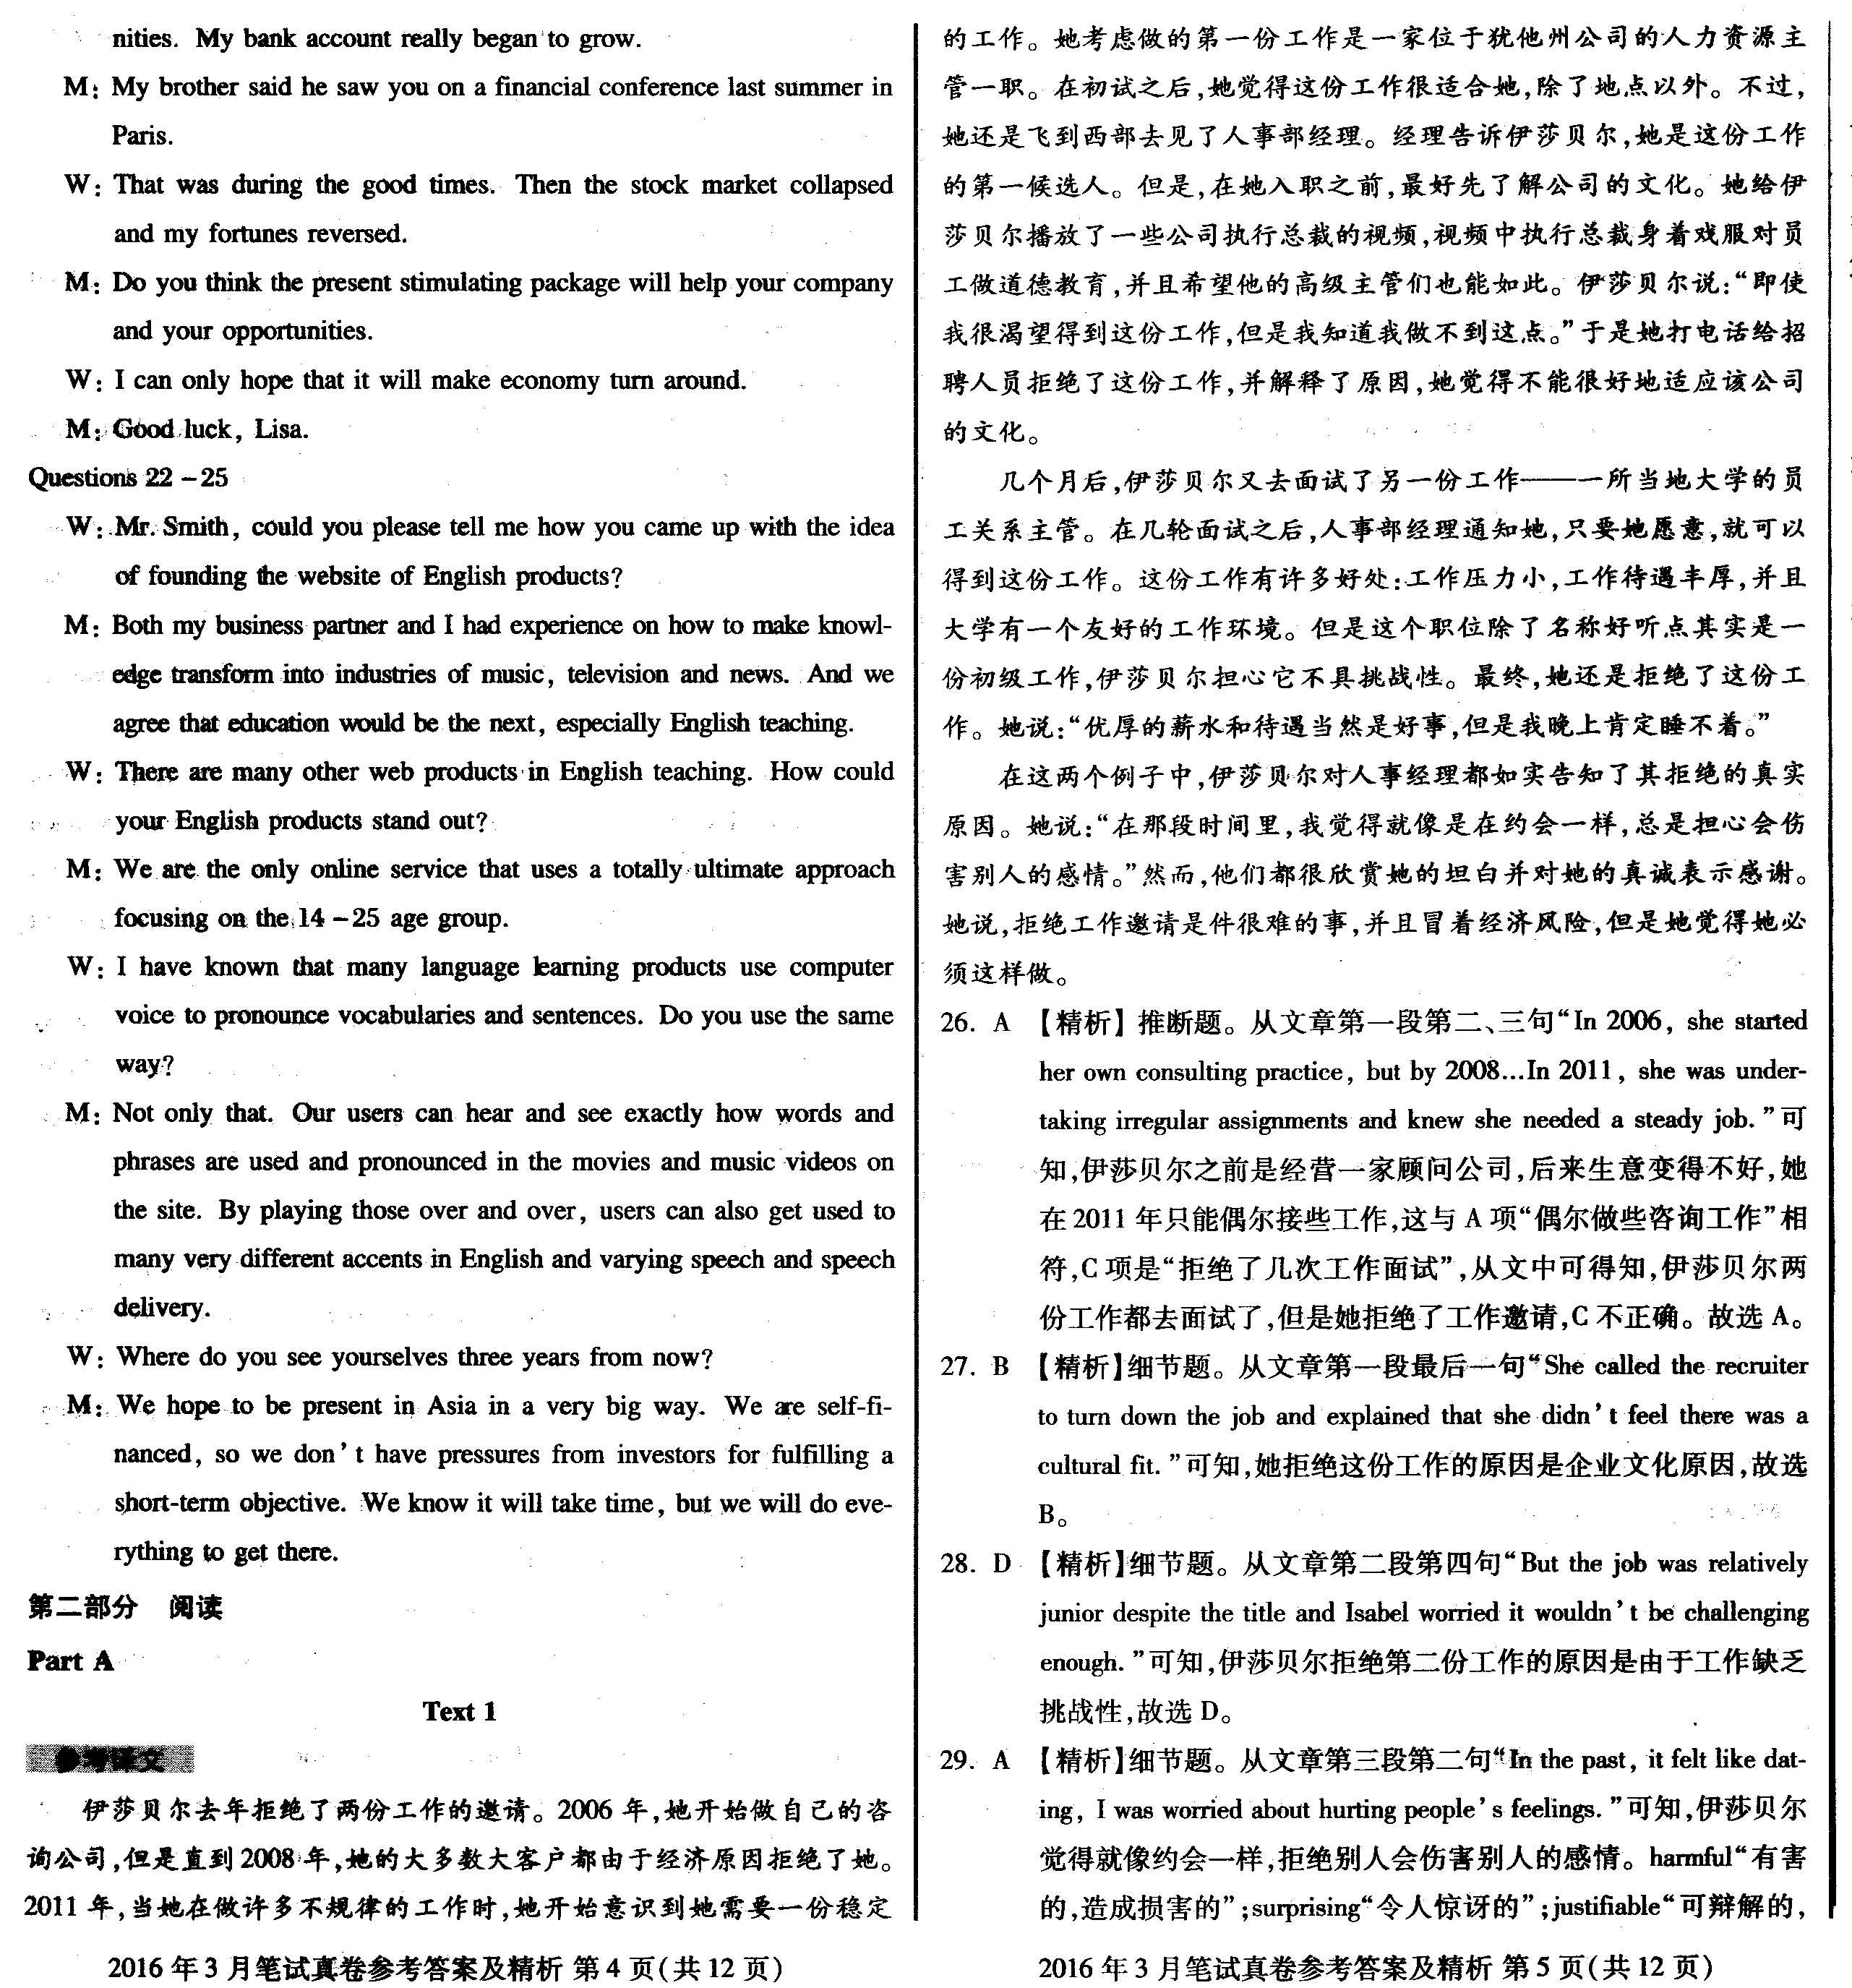 nities. My bank account really began to grow.
M: My brother said he saw you on a financial conference last summer in
Paris.
W: That was during the good times. Then the stock market collapsed
and my fortunes reversed.
M: Do you think the present stimulating package will help your company
and your opportunities.
W: I can only hope that it will make economy turn around.
M: Good luck, Lisa.
Questions 22 – 25
W: Mr. Smith, could you please tell me how you came up with the idea
of founding the website of English products?
M: Both my business partner and I had experience on how to make knowl-
edge transform into industries of music, television and news. And we
agree that education would be the next, especially English teaching.
W: There are many other web products in English teaching. How could
your English products stand out?
M: We are the only online service that uses a totally ultimate approach
focusing on the 14 – 25 age group.
W: I have known that many language learning products use computer
voice to pronounce vocabularies and sentences. Do you use the same
way?
M: Not only that. Our users can hear and see exactly how words and
phrases are used and pronounced in the movies and music videos on
the site. By playing those over and over, users can also get used to
many very different accents in English and varying speech and speech
delivery.
W: Where do you see yourselves three years from now?
M: We hope to be present in Asia in a very big way. We are self-fi-
nanced, so we don't have pressures from investors for fulfilling a
short-term objective. We know it will take time, but we will do eve-
rything to get there.
第二部分 阅读
Part A
Text 1
参考译文
伊莎贝尔去年拒绝了两份工作的邀请。2006 年,她开始做自己的咨
询公司,但是直到 2008 年,她的大多数大客户都由于经济原因拒绝了她。
2011 年,当她在做许多不规律的工作时,她开始意识到她需要一份稳定
2016 年 3 月笔试真卷参考答案及精析 第 4 页(共 12 页)
的工作。她考虑做的第一份工作是一家位于犹他州公司的人力资源主
管一职。在初试之后,她觉得这份工作很适合她,除了地点以外。不过,
她还是飞到西部去见了人事部经理。经理告诉伊莎贝尔,她是这份工作
的第一候选人。但是,在她入职之前,最好先了解公司的文化。她给伊
莎贝尔播放了一些公司执行总裁的视频,视频中执行总裁身着戏服对员
工做道德教育,并且希望他的高级主管们也能如此。伊莎贝尔说:“即使
我很渴望得到这份工作,但是我知道我做不到这点。”于是她打电话给招
聘人员拒绝了这份工作,并解释了原因,她觉得不能很好地适应该公司
的文化。
几个月后,伊莎贝尔又去面试了另一份工作——一所当地大学的员
工关系主管。在几轮面试之后,人事部经理通知她,只要她愿意,就可以
得到这份工作。这份工作有许多好处:工作压力小,工作待遇丰厚,并且
大学有一个友好的工作环境。但是这个职位除了名称好听点其实是一
份初级工作,伊莎贝尔担心它不具挑战性。最终,她还是拒绝了这份工
作。她说:“优厚的薪水和待遇当然是好事,但是我晚上肯定睡不着。”
在这两个例子中,伊莎贝尔对人事经理都如实告知了其拒绝的真实
原因。她说:“在那段时间里,我觉得就像是在约会一样,总是担心会伤
害别人的感情。”然而,他们都很欣赏她的坦白并对她的真诚表示感谢。
她说,拒绝工作邀请是件很难的事,并且冒着经济风险,但是她觉得她必
须这样做。
26. A 【精析】推断题。从文章第一段第二、三句“In 2006, she started
her own consulting practice, but by 2008...In 2011, she was under-
taking irregular assignments and knew she needed a steady job.”可
知,伊莎贝尔之前是经营一家顾问公司,后来生意变得不好,她
在 2011 年只能偶尔接些工作,这与 A 项“偶尔做些咨询工作”相
符,C 项是“拒绝了几次工作面试”,从文中可得知,伊莎贝尔两
份工作都去面试了,但是她拒绝了工作邀请,C 不正确。故选 A。
27. B 【精析】细节题。从文章第一段最后一句“She called the recruiter
to turn down the job and explained that she didn't feel there was a
cultural fit.”可知,她拒绝这份工作的原因是企业文化原因,故选
B。
28. D 【精析】细节题。从文章第二段第四句“But the job was relatively
junior despite the title and Isabel worried it wouldn't be challenging
enough.”可知,伊莎贝尔拒绝第二份工作的原因是由于工作缺乏
挑战性,故选 D。
29. A 【精析】细节题。从文章第三段第二句“In the past, it felt like dat-
ing, I was worried about hurting people's feelings.”可知,伊莎贝尔
觉得就像约会一样,拒绝别人会伤害别人的感情。harmful“有害
的,造成损害的”;surprising“令人惊讶的”;justifiable“可辩解的,
2016 年 3 月笔试真卷参考答案及精析 第 5 页(共 12 页)